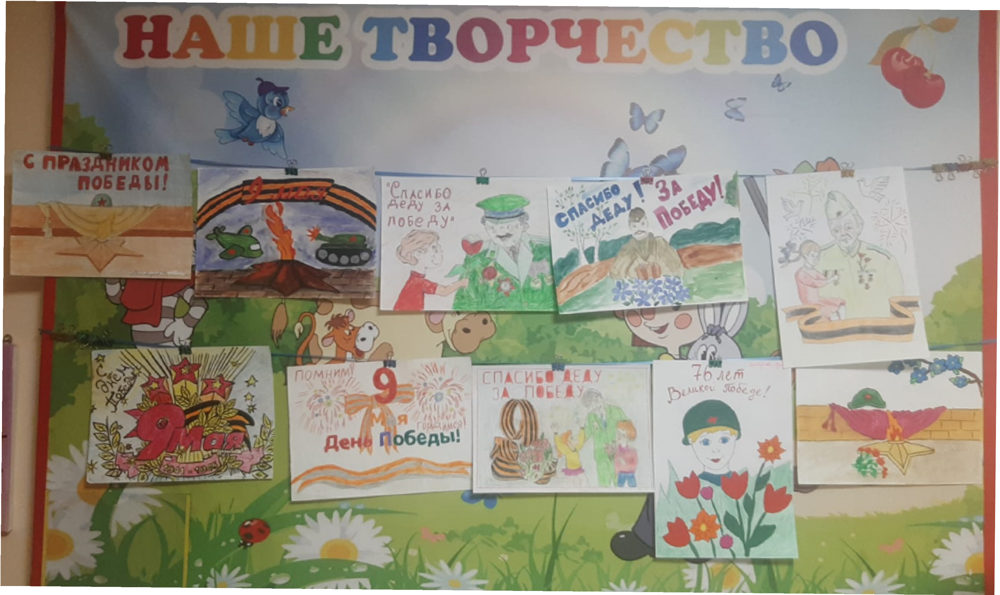 НАШЕ ТВОРЧЕСТВО
С ПРАЗДНИКОМ
ПОБЕДЫ!
9 мая
"Спасибо
деду за
победу"
СПАСИБО
ДЕДУ!
ЗА
ПОБЕДУ!
С
днём
Победы
9 Мая
ПОМНИМ!
9
Мая
ГОРДИМСЯ!
День Победы!
СПАСИБО ДЕДУ
ЗА ПОБЕДУ
9
76 лет
Великой Победе!